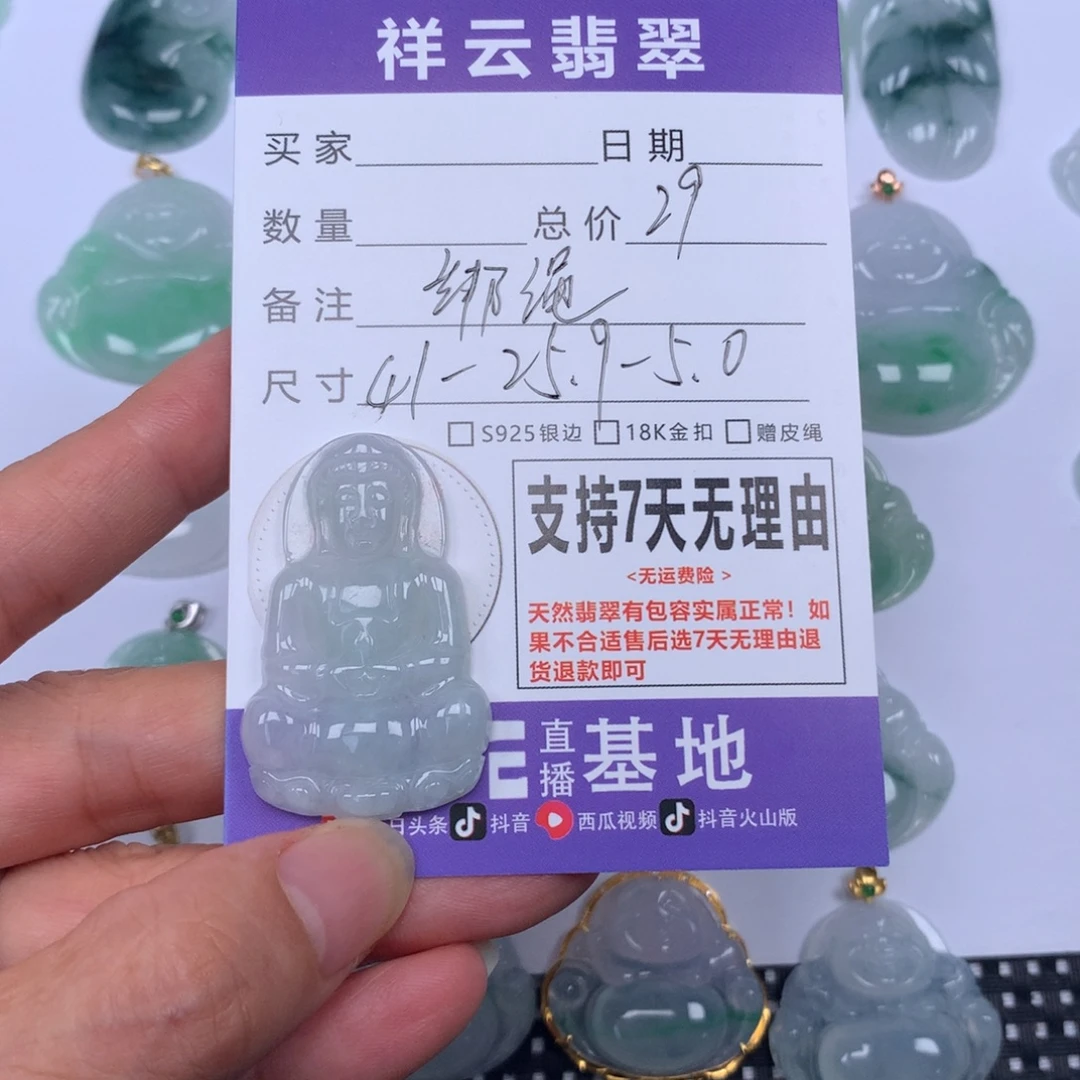 祥云翡翠
买家 日期
数量 总价 29
备注 绑绳
尺寸 41-25.9-5.0
S925银边 18K金扣 赠皮绳
支持7天无理由
<无运费险 >
天然翡翠有包容实属正常！如
果不合适售后选7天无理由退
货退款即可
直播基地
日头条 抖音 西瓜视频 抖音火山版